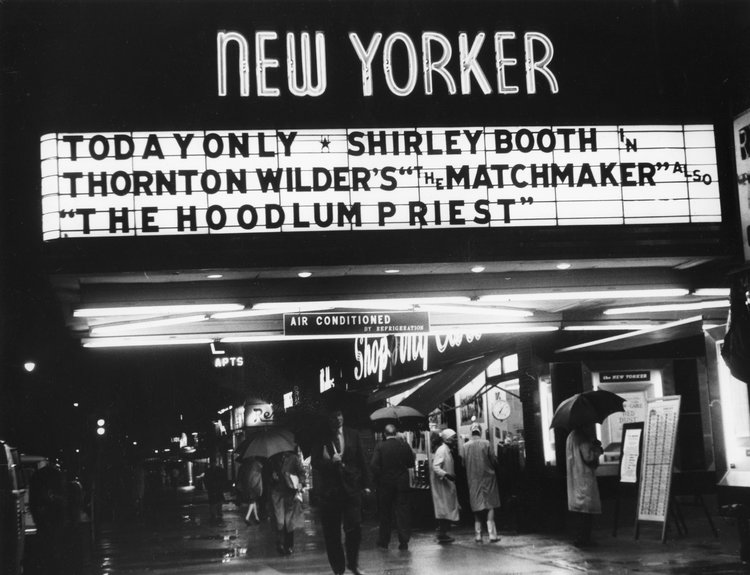 NEW YORKER
TODAY ONLY ★ SHIRLEY BOOTH IN
THORNTON WILDER'S "THE MATCHMAKER" ALSO
"THE HOODLUM PRIEST"
AIR CONDITIONED
BY REFRIGERATION
APTS
the NEW YORKER